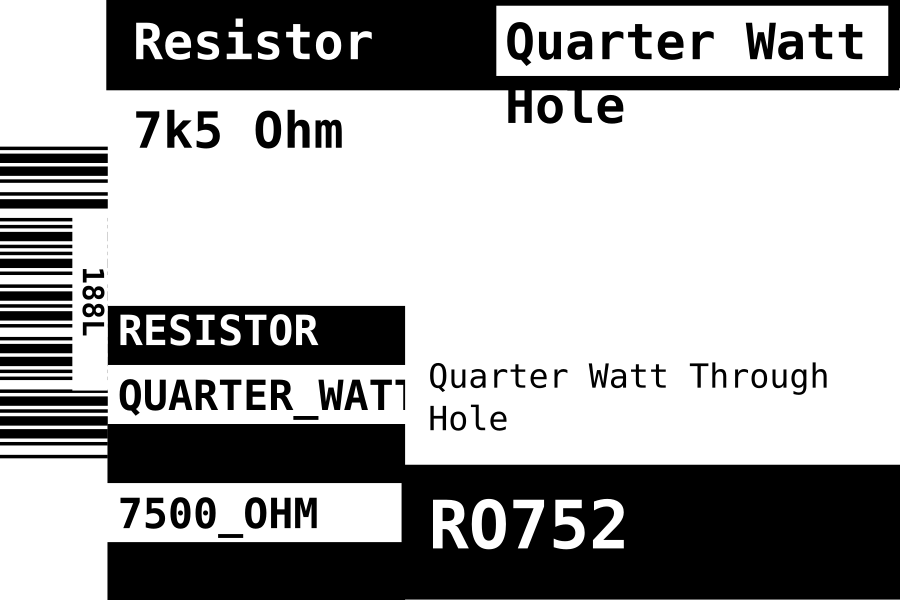 Resistor
Quarter Watt
Hole
7k5 Ohm
188L
RESISTOR
QUARTER_WATT
7500_OHM
Quarter Watt Through
Hole
RO752